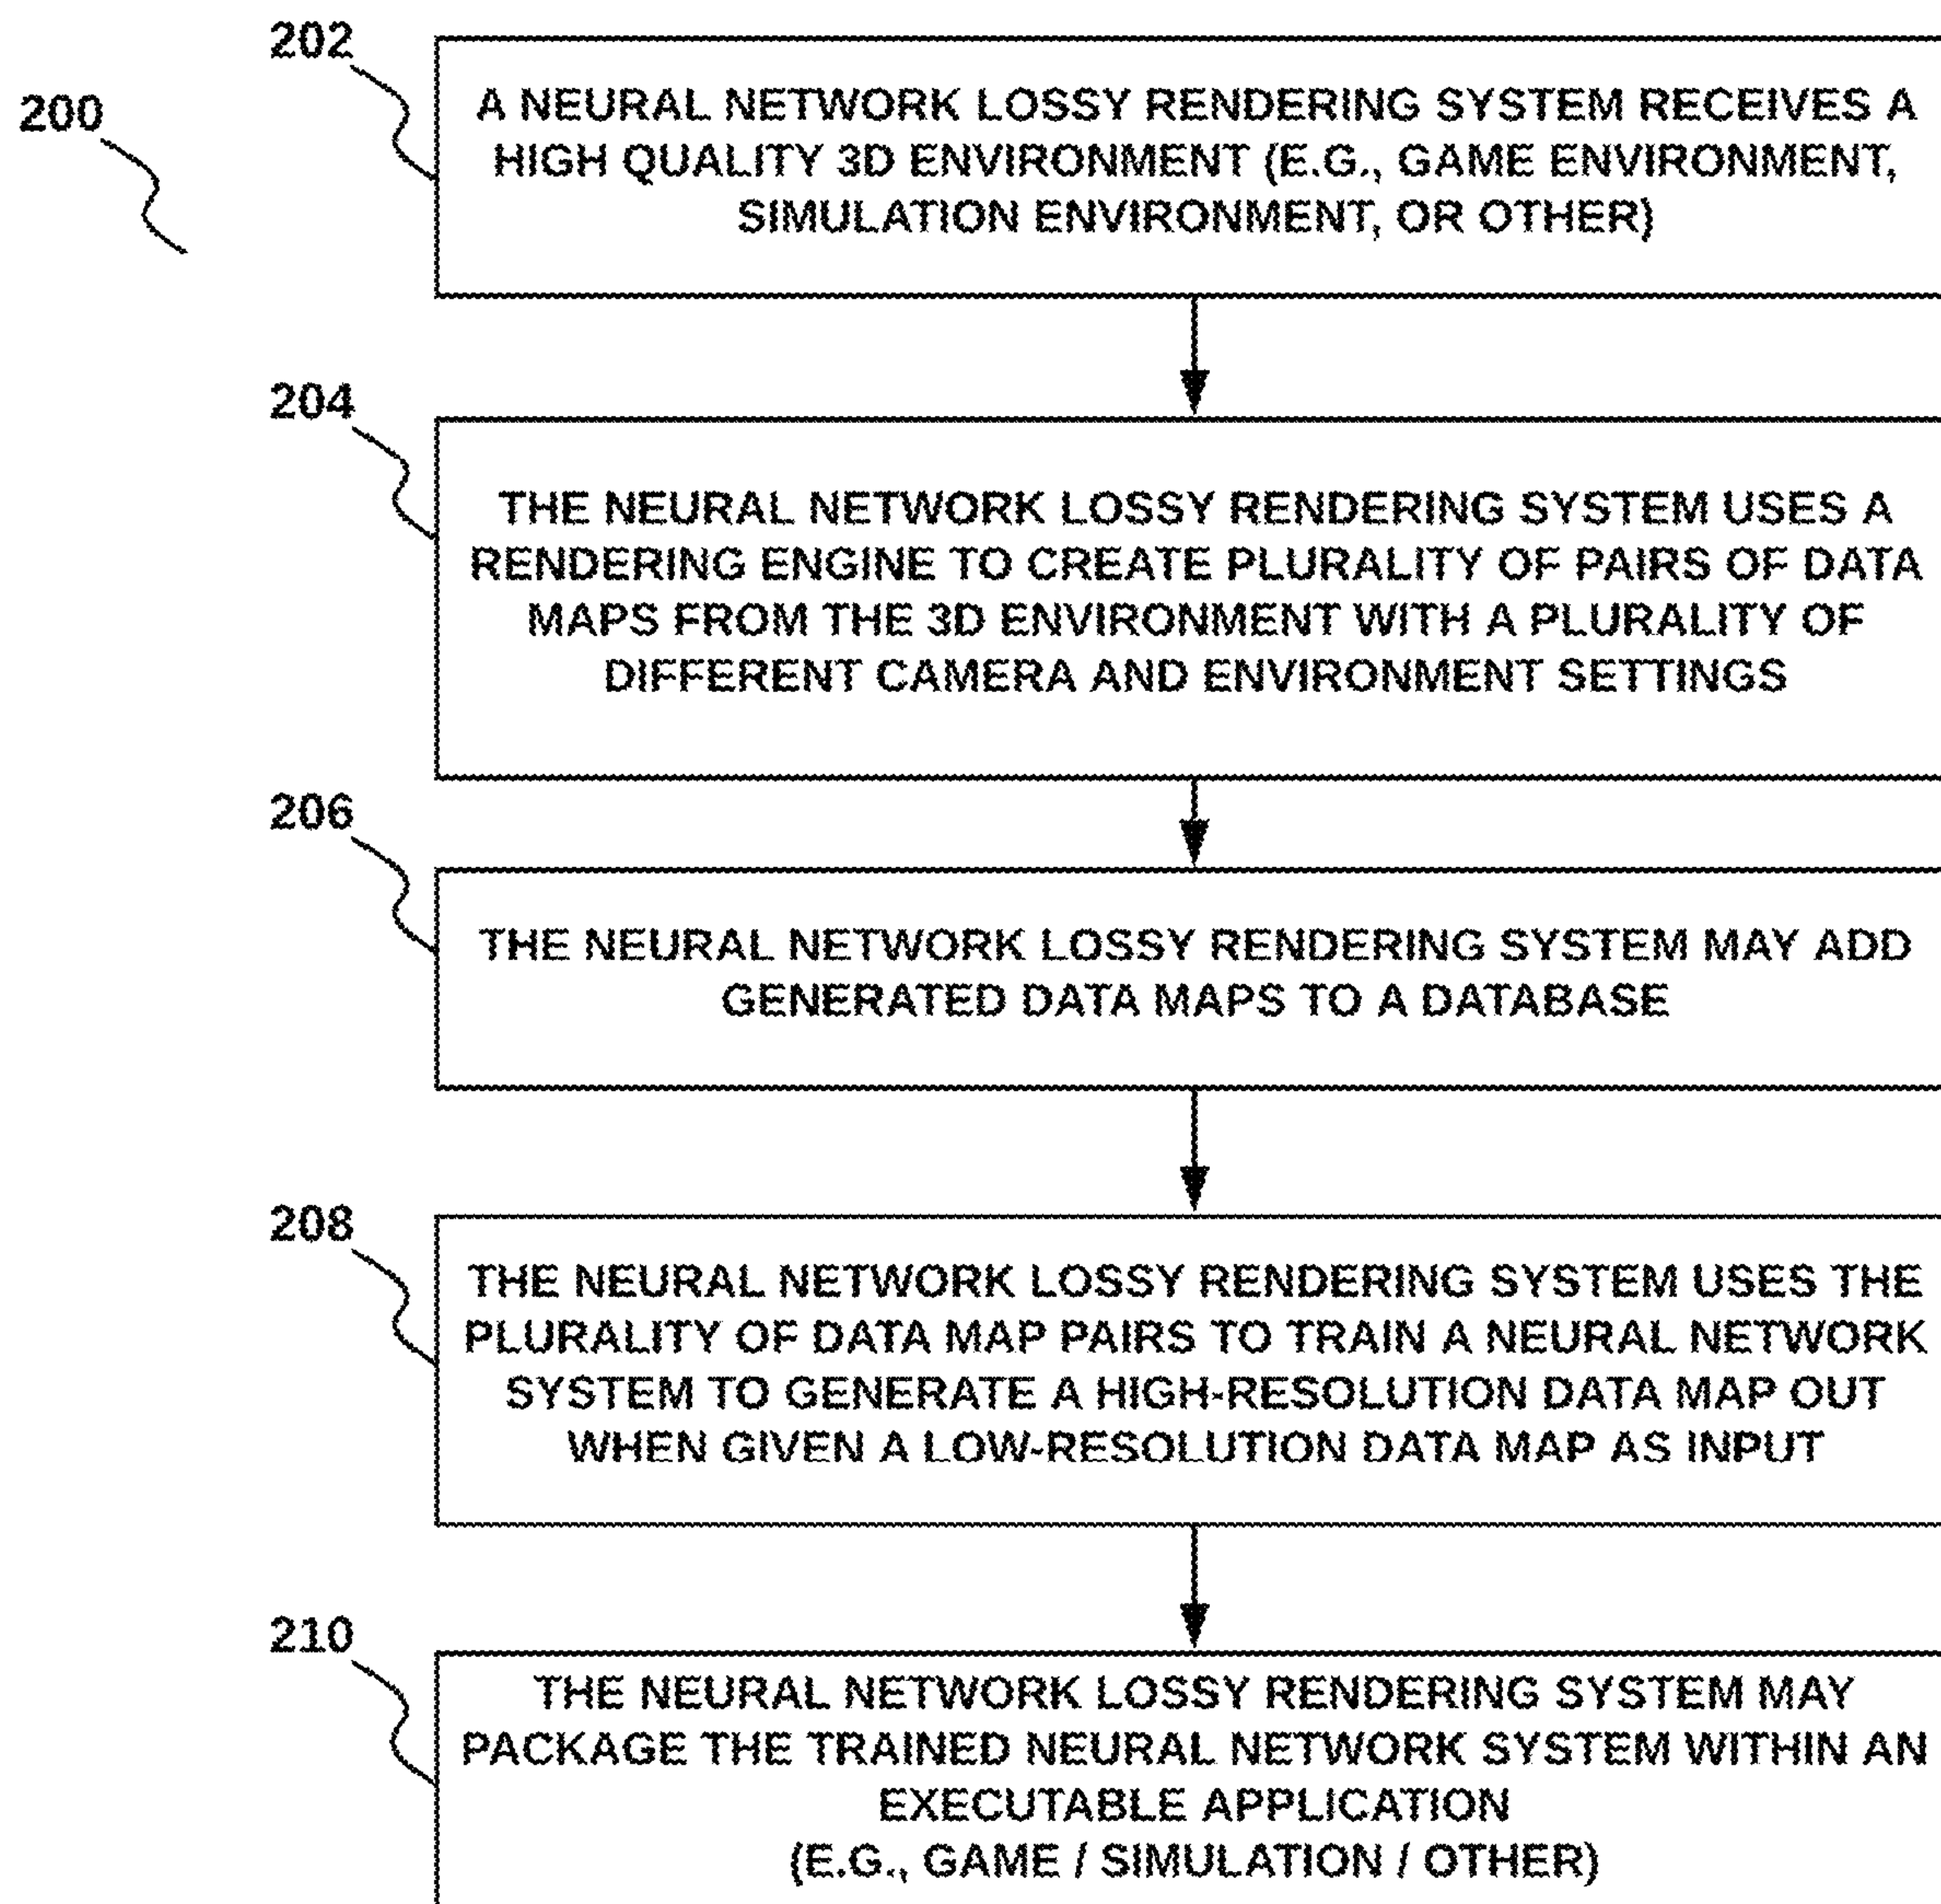 202
200
A NEURAL NETWORK LOSSY RENDERING SYSTEM RECEIVES A
HIGH QUALITY 3D ENVIRONMENT (E.G., GAME ENVIRONMENT,
SIMULATION ENVIRONMENT, OR OTHER)
204
THE NEURAL NETWORK LOSSY RENDERING SYSTEM USES A
RENDERING ENGINE TO CREATE PLURALITY OF PAIRS OF DATA
MAPS FROM THE 3D ENVIRONMENT WITH A PLURALITY OF
DIFFERENT CAMERA AND ENVIRONMENT SETTINGS
206
THE NEURAL NETWORK LOSSY RENDERING SYSTEM MAY ADD
GENERATED DATA MAPS TO A DATABASE
208
THE NEURAL NETWORK LOSSY RENDERING SYSTEM USES THE
PLURALITY OF DATA MAP PAIRS TO TRAIN A NEURAL NETWORK
SYSTEM TO GENERATE A HIGH-RESOLUTION DATA MAP OUT
WHEN GIVEN A LOW-RESOLUTION DATA MAP AS INPUT
210
THE NEURAL NETWORK LOSSY RENDERING SYSTEM MAY
PACKAGE THE TRAINED NEURAL NETWORK SYSTEM WITHIN AN
EXECUTABLE APPLICATION
(E.G., GAME / SIMULATION / OTHER)